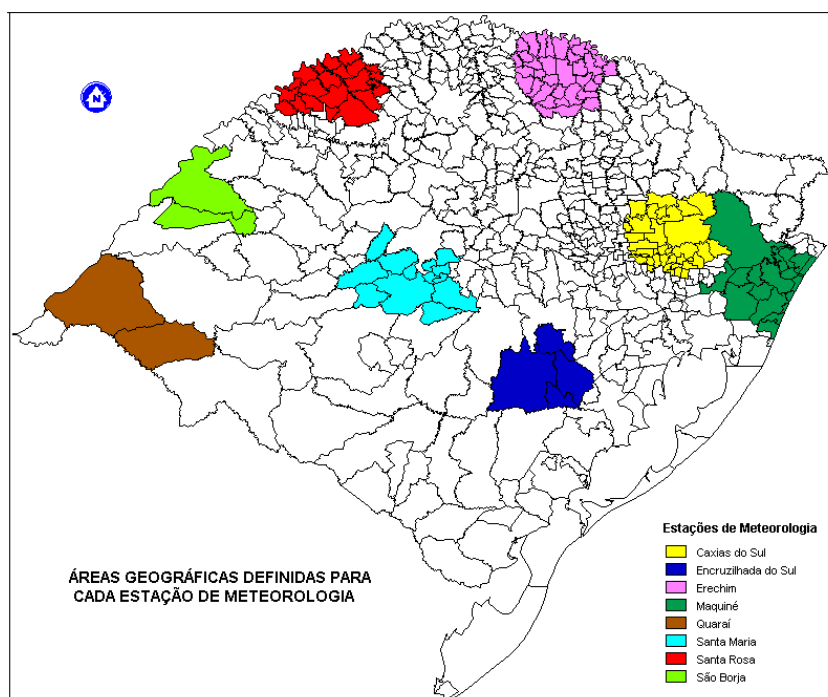 N
ÁREAS GEOGRÁFICAS DEFINIDAS PARA
CADA ESTAÇÃO DE METEOROLOGIA
Estações de Meteorologia
Caxias do Sul
Encruzilhada do Sul
Erechim
Maquiné
Quaraí
Santa Maria
Santa Rosa
São Borja